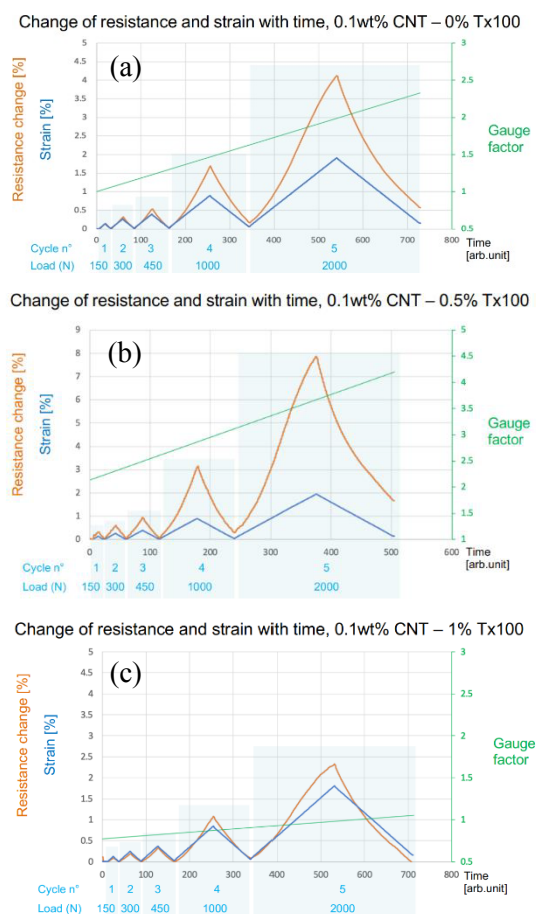 Change of resistance and strain with time, 0.1wt% CNT – 0% Tx100
(a)
Resistance change [%]
Strain [%]
5
4.5
4
3.5
3
2.5
2
1.5
1
0.5
0
3
2.5
2
1.5
1
0.5
Gauge factor
0 100 200 300 400 500 600 700 800
Time [arb.unit]
Cycle n° 1 2 3 4 5
Load (N) 150 300 450 1000 2000
Change of resistance and strain with time, 0.1wt% CNT – 0.5% Tx100
(b)
Resistance change [%]
Strain [%]
9
8
7
6
5
4
3
2
1
0
5
4.5
4
3.5
3
2.5
2
1.5
1
Gauge factor
0 100 200 300 400 500 600
Time [arb.unit]
Cycle n° 1 2 3 4 5
Load (N) 150 300 450 1000 2000
Change of resistance and strain with time, 0.1wt% CNT – 1% Tx100
(c)
Resistance change [%]
Strain [%]
5
4.5
4
3.5
3
2.5
2
1.5
1
0.5
0
3
2.5
2
1.5
1
0.5
Gauge factor
0 100 200 300 400 500 600 700 800
Time [arb.unit]
Cycle n° 1 2 3 4 5
Load (N) 150 300 450 1000 2000